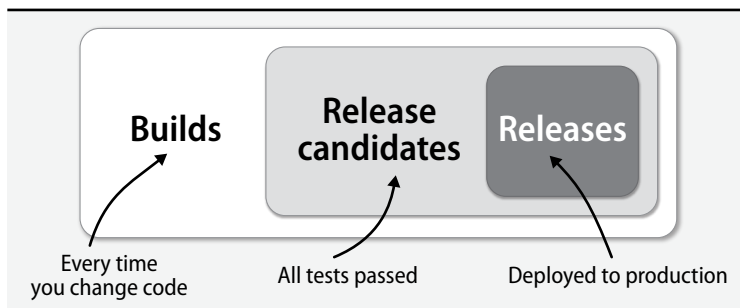 Builds
Release
candidates
Releases
Every time
you change code
All tests passed
Deployed to production